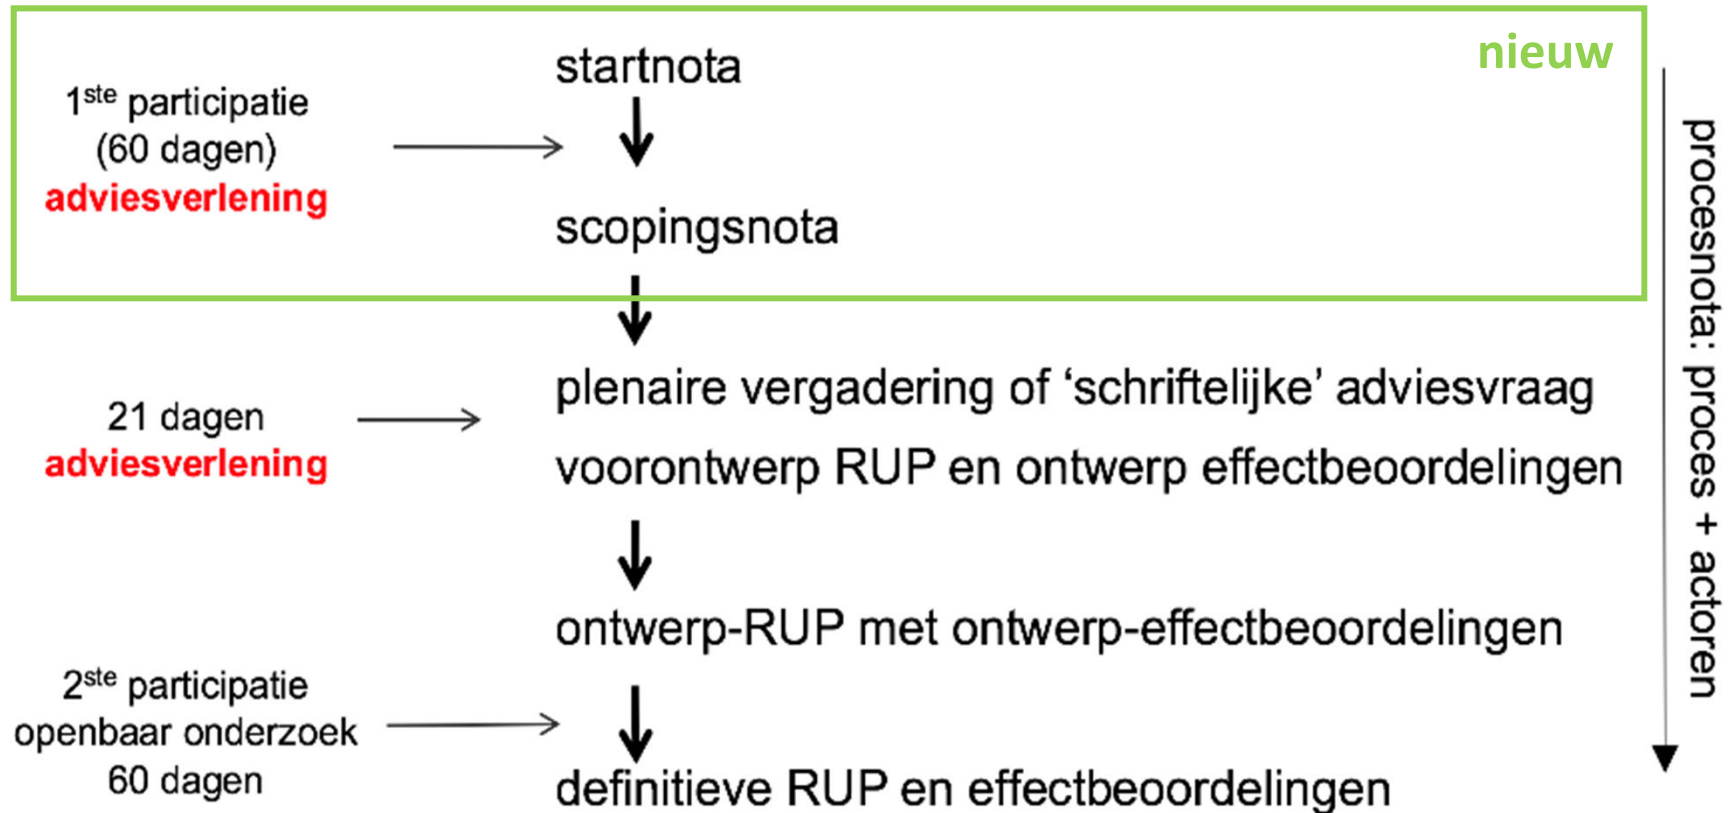 nieuw
startnota
1ste participatie
(60 dagen)
adviesverlening
scopingsnota
plenaire vergadering of ‘schriftelijke’ adviesvraag
21 dagen
adviesverlening
voorontwerp RUP en ontwerp effectbeoordelingen
ontwerp-RUP met ontwerp-effectbeoordelingen
2ste participatie
openbaar onderzoek
60 dagen
definitieve RUP en effectbeoordelingen
procesnota: proces + actoren